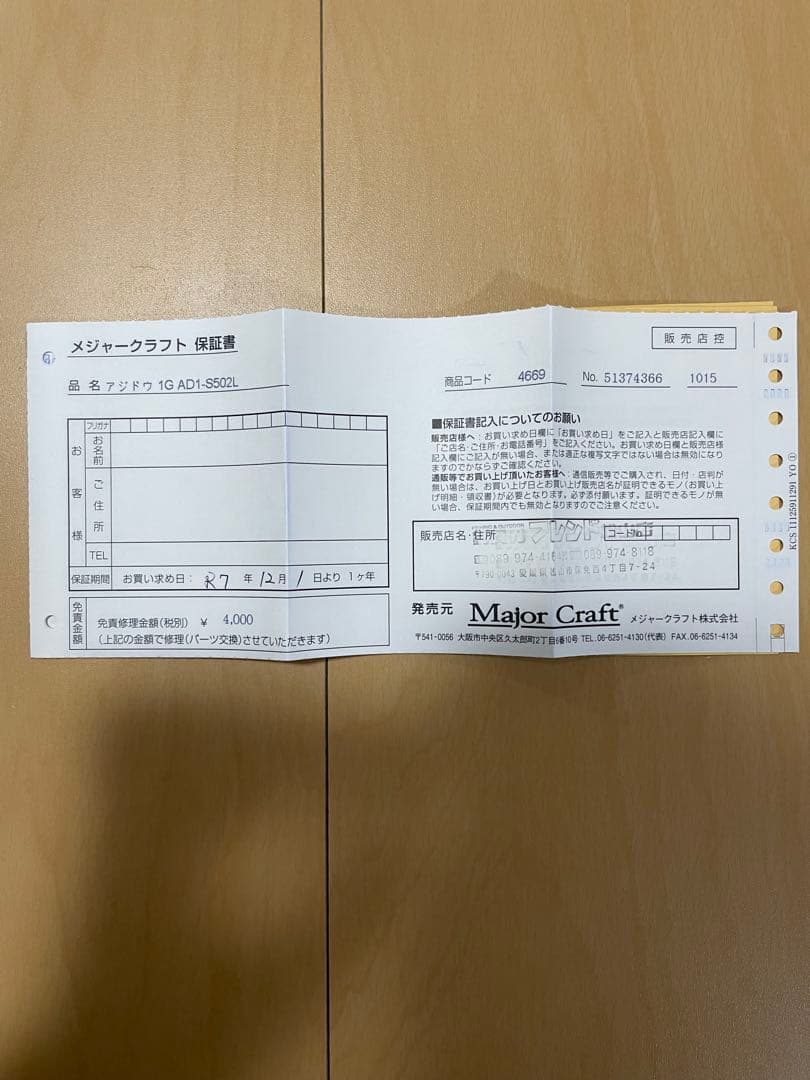 メジャークラフト 保証書
販売店控
品 名 アジドウ 1G AD1-S502L
商品コード 4669 No. 51374366 1015
フリガナ
お客様
お名前
ご住所
TEL
保証期間 お買い求め日: R7 年 12 月 1 日より 1ヶ年
免責金額
免責修理金額(税別) ¥ 4,000
(上記の金額で修理(パーツ交換)させていただきます)
■保証書記入についてのお願い
販売店様へ:お買い求め日欄に「お買い求め日」をご記入と販売店記入欄に
「ご店名・ご住所・お電話番号」をご記入ください。お買い求め日欄と販売店様
記入欄にご記入が無い場合、または適正な複写文字ではない場合は無効になり
ますのでかならずご確認ください。
通販等でお買い上げ頂いたお客様へ:通信販売等でご購入され、日付・店判が
無い場合は、お買い上げ日とお買い上げ販売店名が証明できるモノ(お買い上
げ明細・領収書)が必要となります。必ず添付願います。証明できるモノが無
い場合、保証期間内でも無効となりますのでご注意ください。
販売店名・住所
コードNo.
フレンド
089-974-8118
〒790-0043
4丁目7-24
発売元 Major Craft® メジャークラフト株式会社
〒541-0056 大阪市中央区久太郎町2丁目6番10号 TEL.06-6251-4130(代表) FAX.06-6251-4134
KCS 11125911291 YO ①